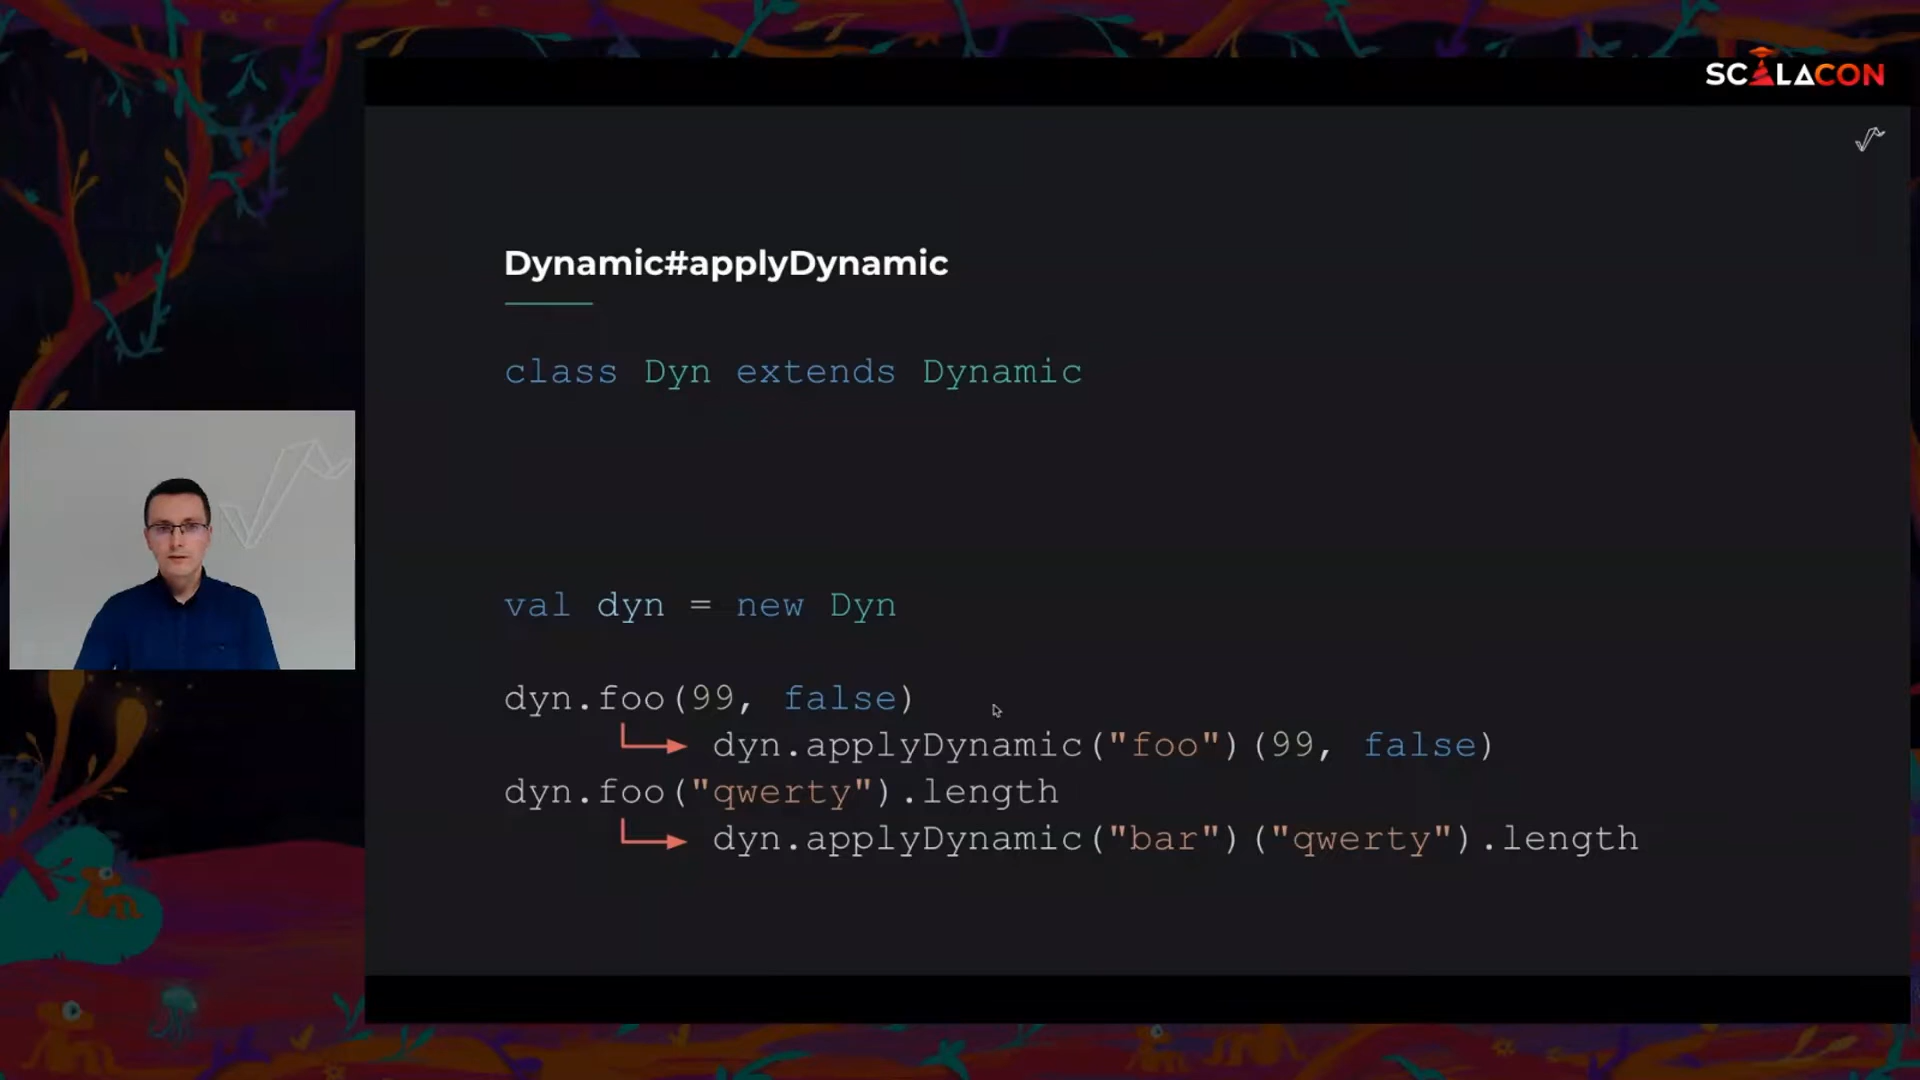 SCALACON
Dynamic#applyDynamic
class Dyn extends Dynamic
val dyn = new Dyn
dyn.foo(99, false)
dyn.applyDynamic("foo")(99, false)
dyn.foo("qwerty").length
dyn.applyDynamic("bar")("qwerty").length